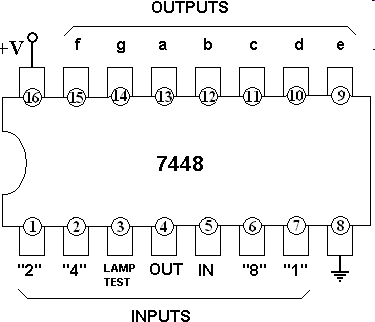 OUTPUTS
+V f g a b c d e
16 15 14 13 12 11 10 9
7448
1 2 3 4 5 6 7 8
"2" "4" LAMP TEST OUT IN "8" "1"
INPUTS